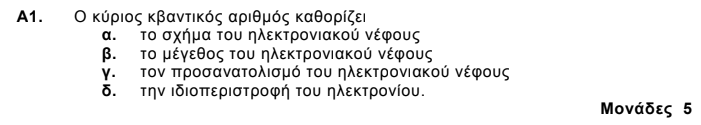 Α1. Ο κύριος κβαντικός αριθμός καθορίζει
α. το σχήμα του ηλεκτρονιακού νέφους
β. το μέγεθος του ηλεκτρονιακού νέφους
γ. τον προσανατολισμό του ηλεκτρονιακού νέφους
δ. την ιδιοπεριστροφή του ηλεκτρονίου.
Μονάδες 5